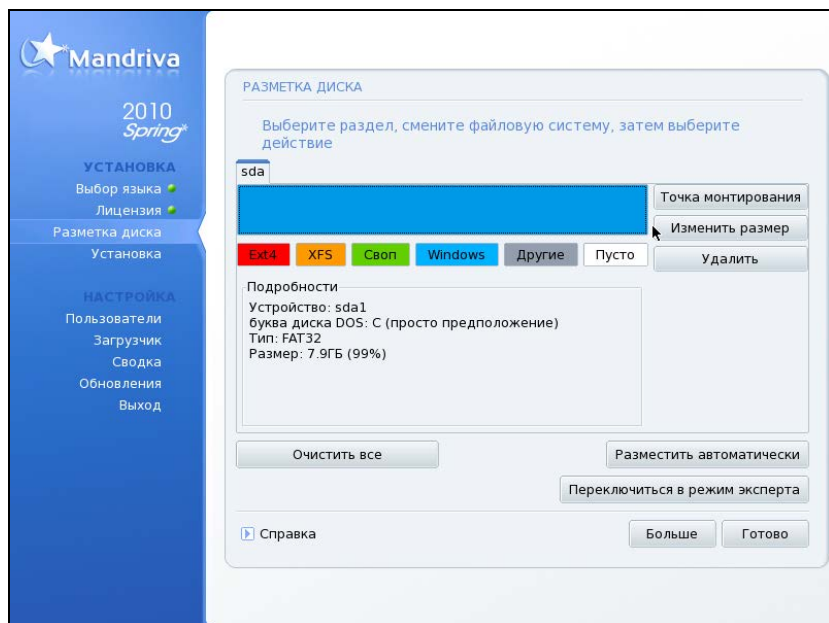 Mandriva
2010
Spring
УСТАНОВКА
Выбор языка
Лицензия
Разметка диска
Установка
НАСТРОЙКА
Пользователи
Загрузчик
Сводка
Обновления
Выход
РАЗМЕТКА ДИСКА
Выберите раздел, смените файловую систему, затем выберите
действие
sda
Точка монтирования
Изменить размер
Удалить
Ext4 XFS Своп Windows Другие Пусто
Подробности
Устройство: sda1
буква диска DOS: C (просто предположение)
Тип: FAT32
Размер: 7.9ГБ (99%)
Очистить все
Разместить автоматически
Переключиться в режим эксперта
Справка
Больше
Готово